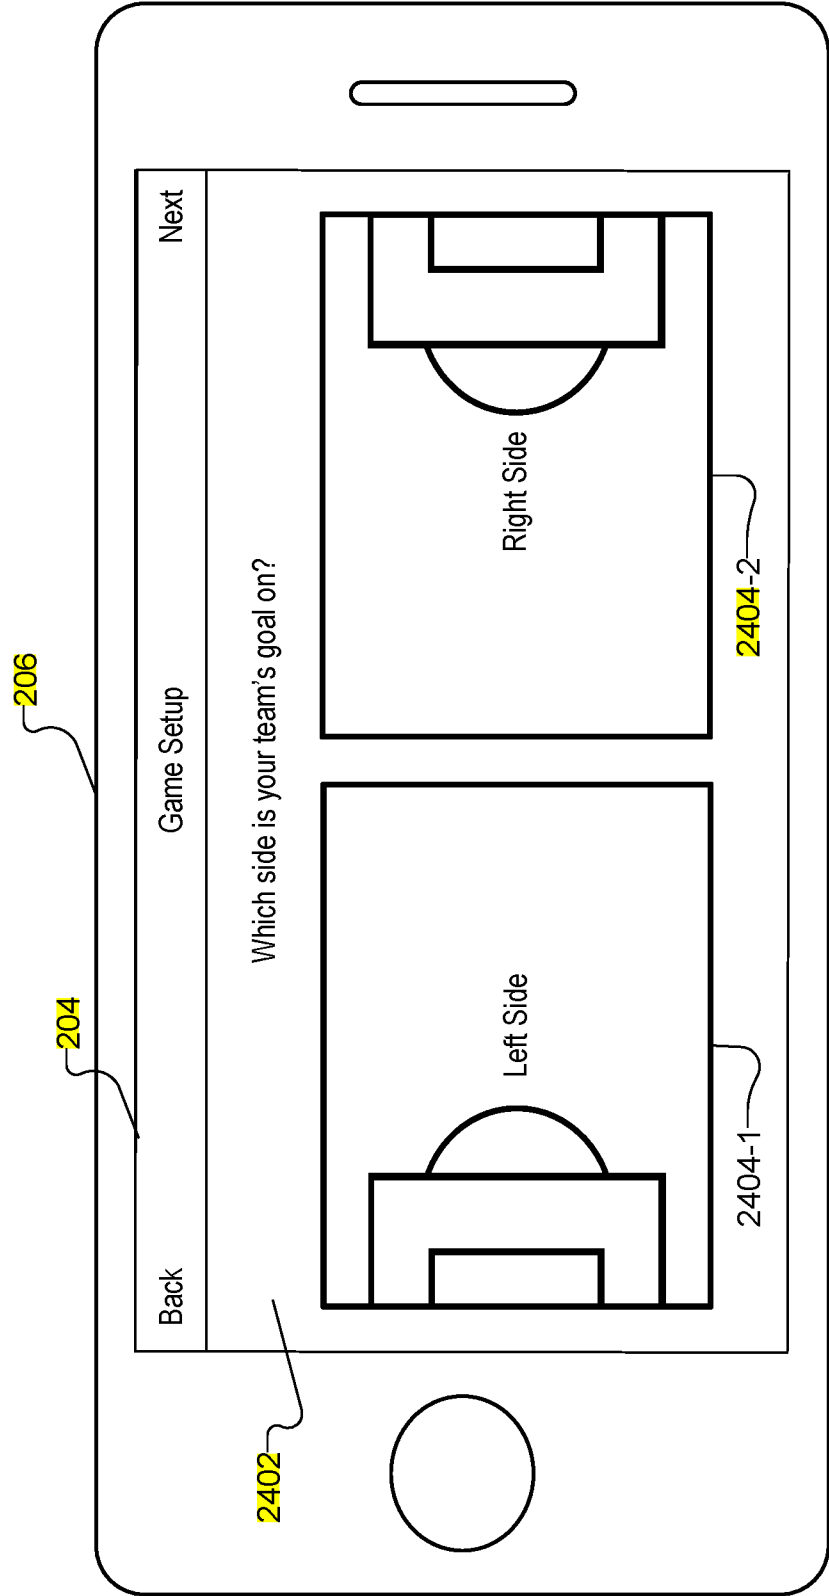 206
204
Back Game Setup Next
2402
Which side is your team's goal on?
Left Side
Right Side
2404-1
2404-2